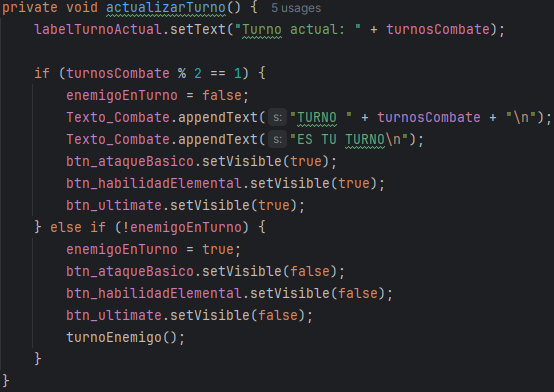 private void actualizarTurno() { 5 usages
labelTurnoActual.setText("Turno actual: " + turnosCombate);
if (turnosCombate % 2 == 1) {
enemigoEnTurno = false;
Texto_Combate.appendText( s: "TURNO " + turnosCombate + "\n");
Texto_Combate.appendText( s: "ES TU TURNO\n");
btn_ataqueBasico.setVisible(true);
btn_habilidadElemental.setVisible(true);
btn_ultimate.setVisible(true);
} else if (!enemigoEnTurno) {
enemigoEnTurno = true;
btn_ataqueBasico.setVisible(false);
btn_habilidadElemental.setVisible(false);
btn_ultimate.setVisible(false);
turnoEnemigo();
}
}